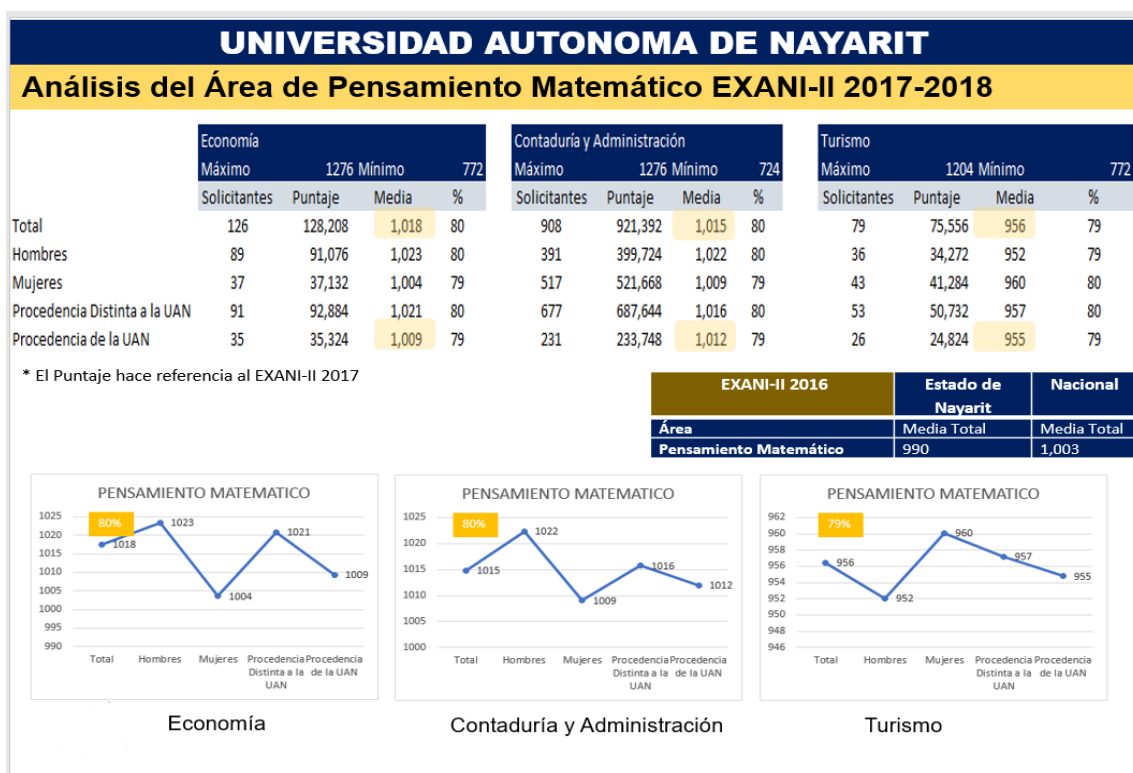 UNIVERSIDAD AUTONOMA DE NAYARIT
Análisis del Área de Pensamiento Matemático EXANI-II 2017-2018
Economía Contaduría y Administración Turismo
Máximo 1276 Mínimo 772 Máximo 1276 Mínimo 724 Máximo 1204 Mínimo 772
Solicitantes Puntaje Media % Solicitantes Puntaje Media % Solicitantes Puntaje Media %
Total 126 128,208 1,018 80 908 921,392 1,015 80 79 75,556 956 79
Hombres 89 91,076 1,023 80 391 399,724 1,022 80 36 34,272 952 79
Mujeres 37 37,132 1,004 79 517 521,668 1,009 79 43 41,284 960 80
Procedencia Distinta a la UAN 91 92,884 1,021 80 677 687,644 1,016 80 53 50,732 957 80
Procedencia de la UAN 35 35,324 1,009 79 231 233,748 1,012 79 26 24,824 955 79
* El Puntaje hace referencia al EXANI-II 2017
EXANI-II 2016 Estado de Nacional
Nayarit
Área Media Total Media Total
Pensamiento Matemático 990 1,003
PENSAMIENTO MATEMATICO
80%
1025
1020
1015
1010
1005
1000
995
990
1018
1023
1004
1021
1009
Total Hombres Mujeres Procedencia Procedencia
Distinta a la de la UAN
UAN
Economía
PENSAMIENTO MATEMATICO
80%
1025
1020
1015
1010
1005
1000
1015
1022
1009
1016
1012
Total Hombres Mujeres Procedencia Procedencia
Distinta a la de la UAN
UAN
Contaduría y Administración
PENSAMIENTO MATEMATICO
79%
962
960
958
956
954
952
950
948
946
956
952
960
957
955
Total Hombres Mujeres Procedencia Procedencia
Distinta a la de la UAN
UAN
Turismo